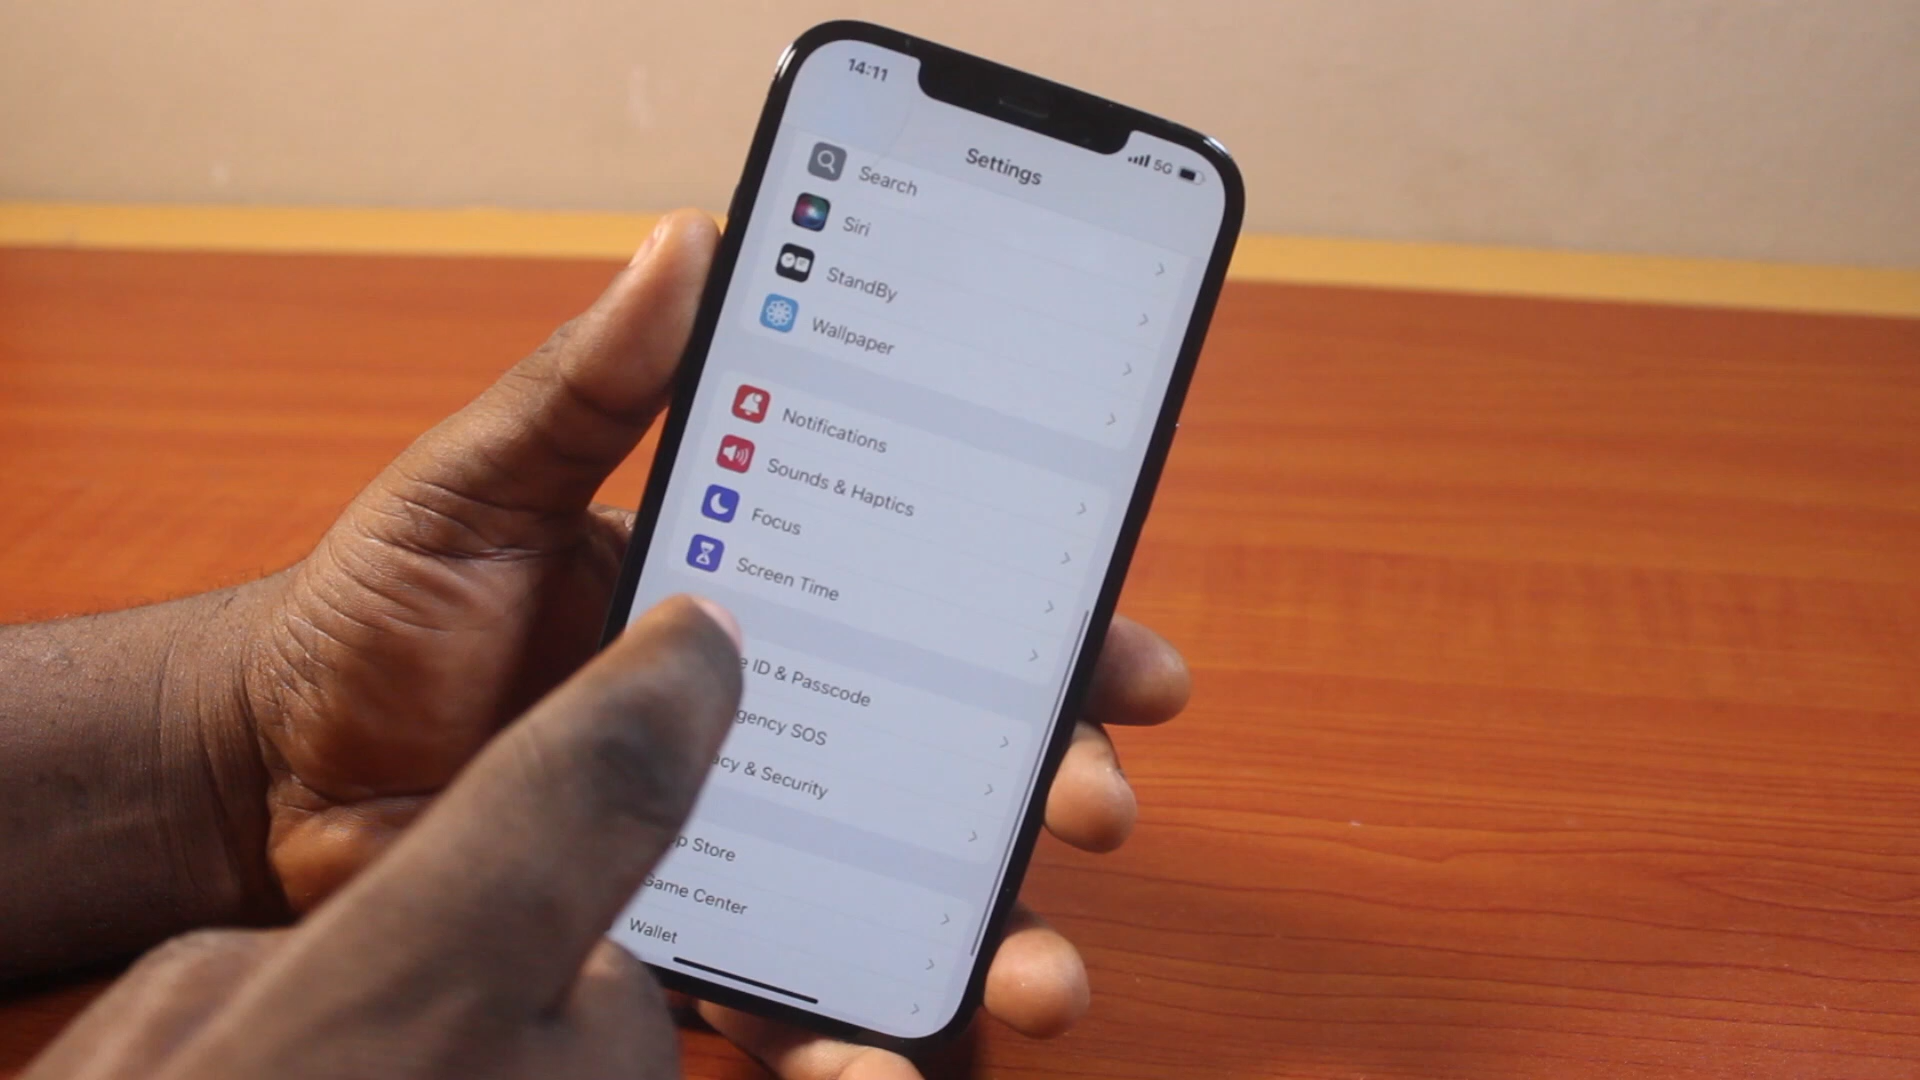 14:11
5G
Settings
Search
Siri
StandBy
Wallpaper
Notifications
Sounds & Haptics
Focus
Screen Time
e ID & Passcode
gency SOS
acy & Security
p Store
Game Center
Wallet